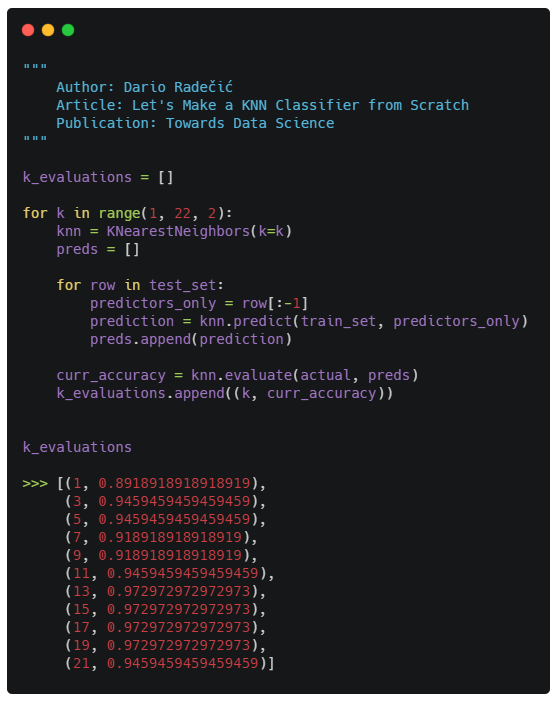 """
    Author: Dario Radečić
    Article: Let's Make a KNN Classifier from Scratch
    Publication: Towards Data Science
"""
k_evaluations = []
for k in range(1, 22, 2):
    knn = KNearestNeighbors(k=k)
    preds = []
    for row in test_set:
        predictors_only = row[:-1]
        prediction = knn.predict(train_set, predictors_only)
        preds.append(prediction)
    curr_accuracy = knn.evaluate(actual, preds)
    k_evaluations.append((k, curr_accuracy))
k_evaluations
>>> [(1, 0.8918918918918919),
     (3, 0.9459459459459459),
     (5, 0.9459459459459459),
     (7, 0.918918918918919),
     (9, 0.918918918918919),
     (11, 0.9459459459459459),
     (13, 0.972972972972973),
     (15, 0.972972972972973),
     (17, 0.972972972972973),
     (19, 0.972972972972973),
     (21, 0.9459459459459459)]